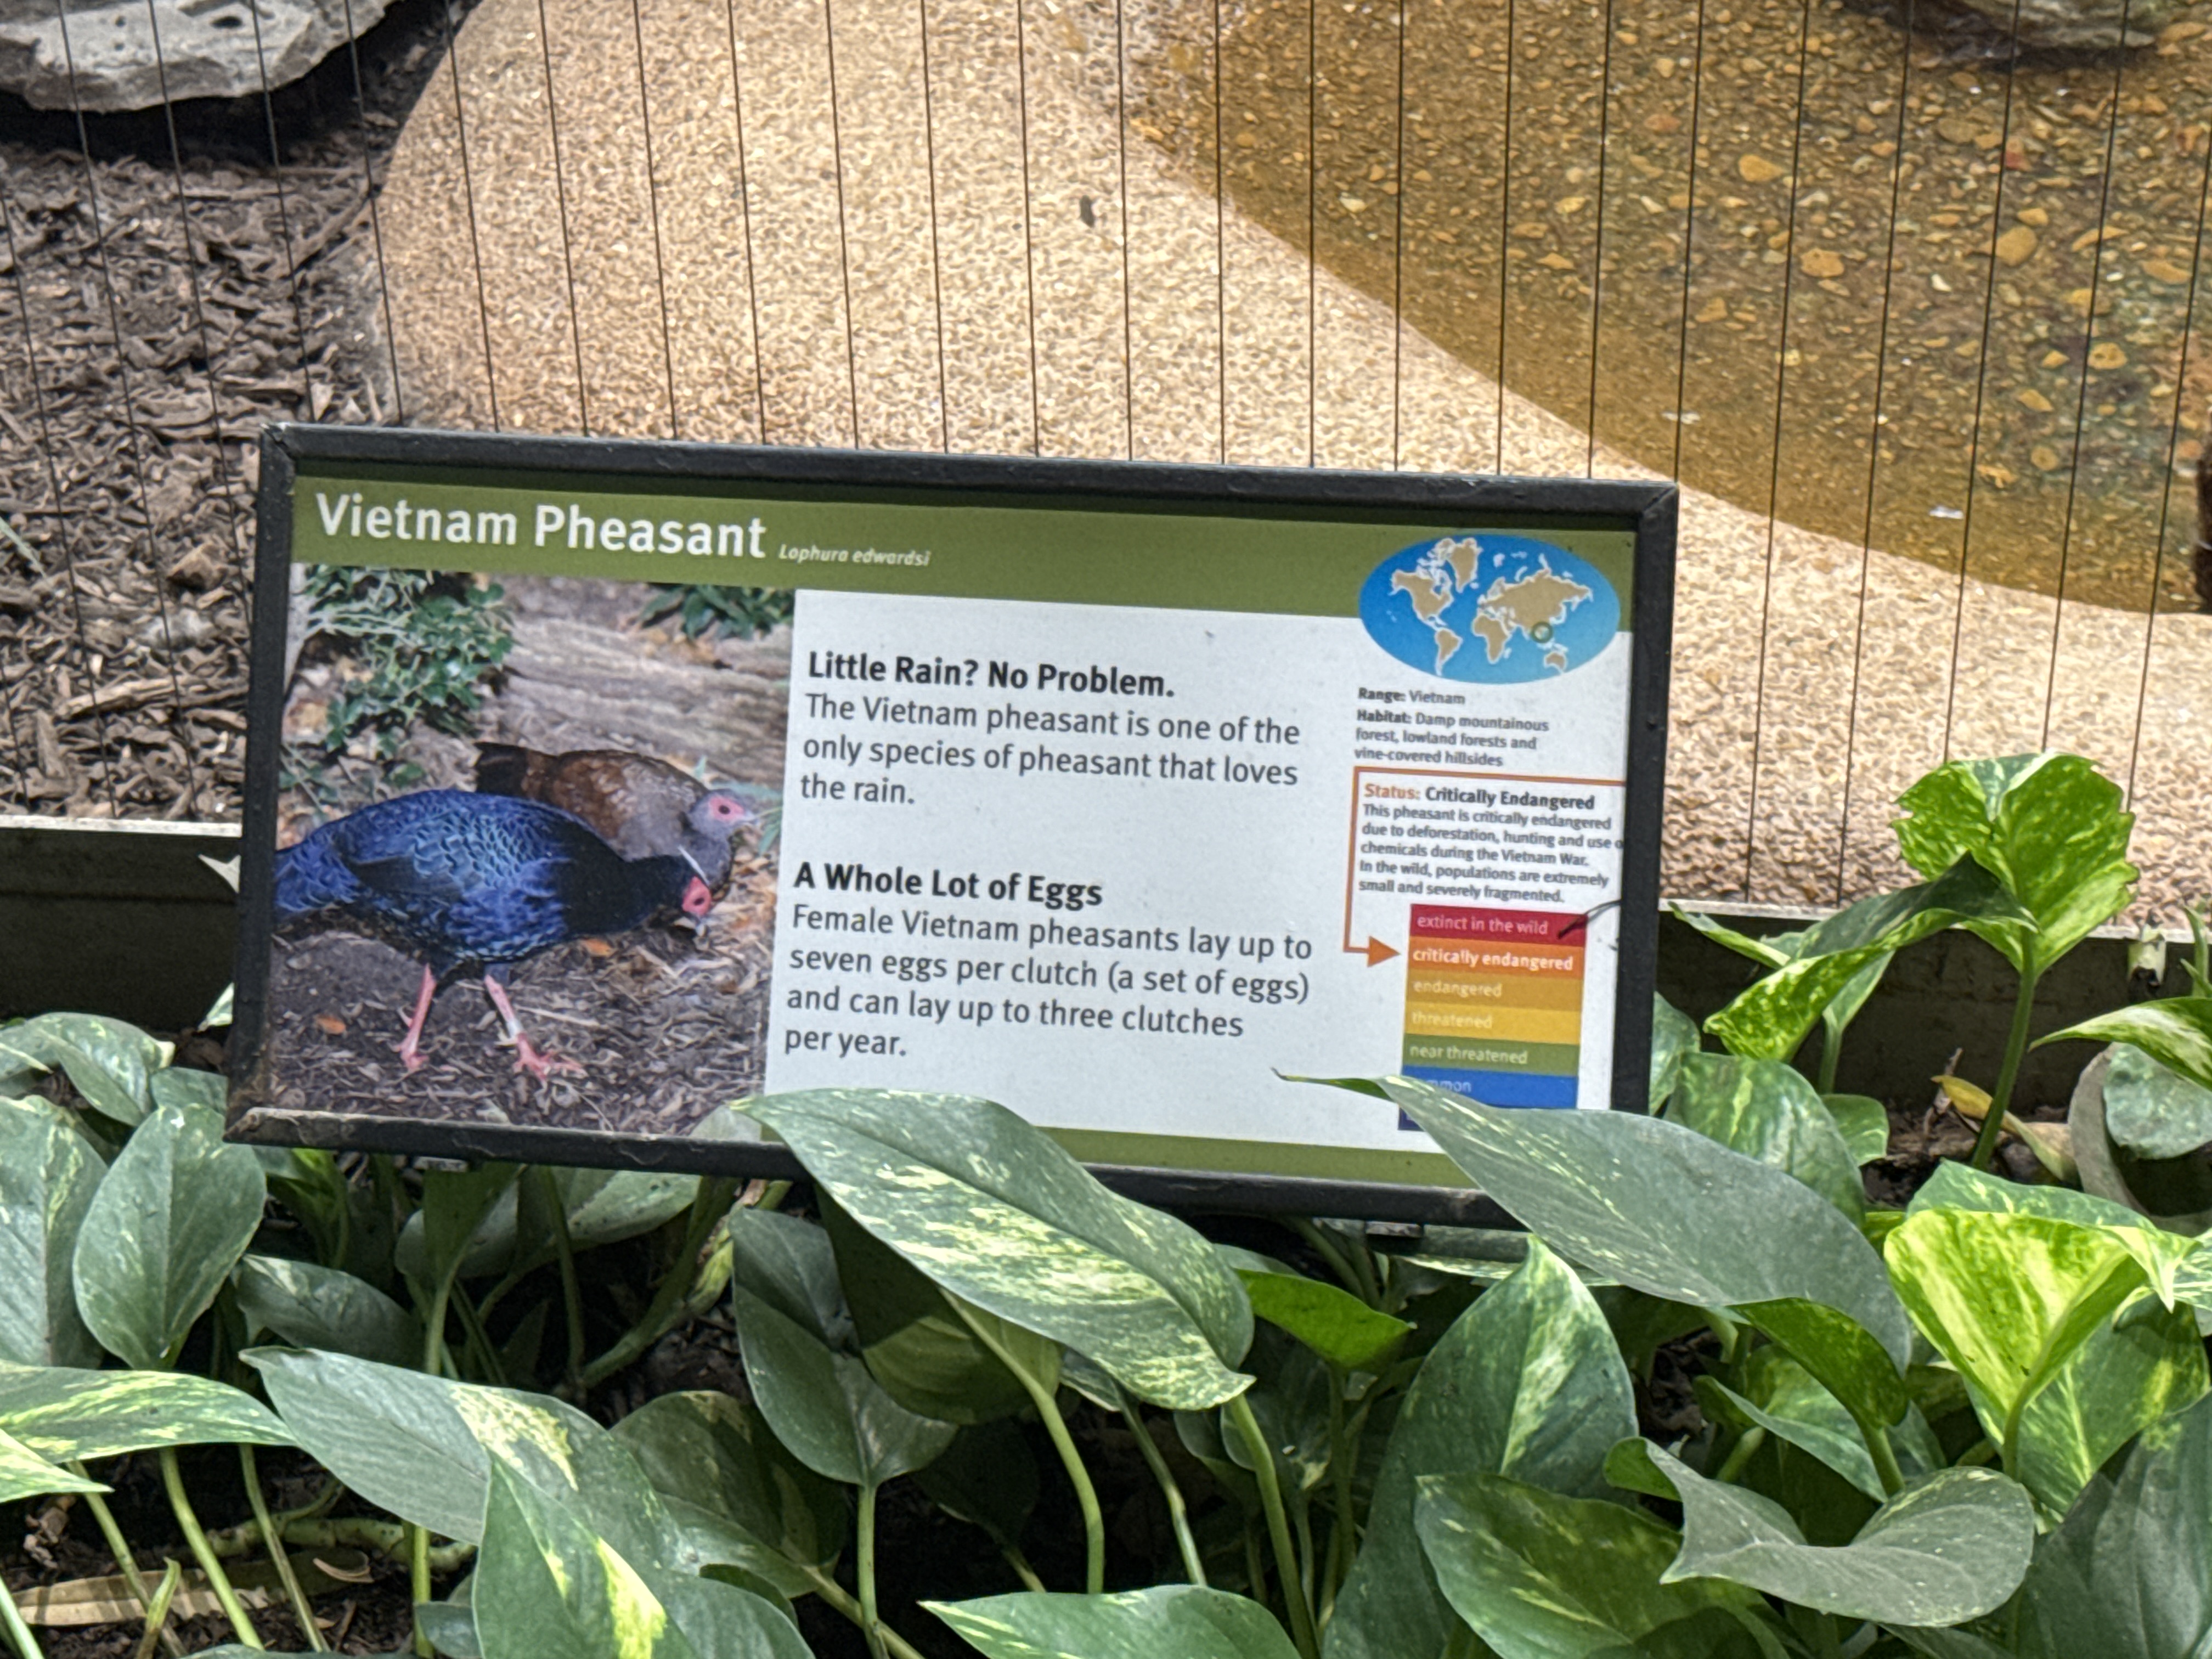 Vietnam Pheasant Lophura edwardsi
Little Rain? No Problem.
The Vietnam pheasant is one of the
only species of pheasant that loves
the rain.
A Whole Lot of Eggs
Female Vietnam pheasants lay up to
seven eggs per clutch (a set of eggs)
and can lay up to three clutches
per year.
Range: Vietnam
Habitat: Damp mountainous
forest, lowland forests and
vine-covered hillsides
Status: Critically Endangered
This pheasant is critically endangered
due to deforestation, hunting and use
chemicals during the Vietnam War.
In the wild, populations are extremely
small and severely fragmented.
extinct in the wild
critically endangered
endangered
threatened
near threatened